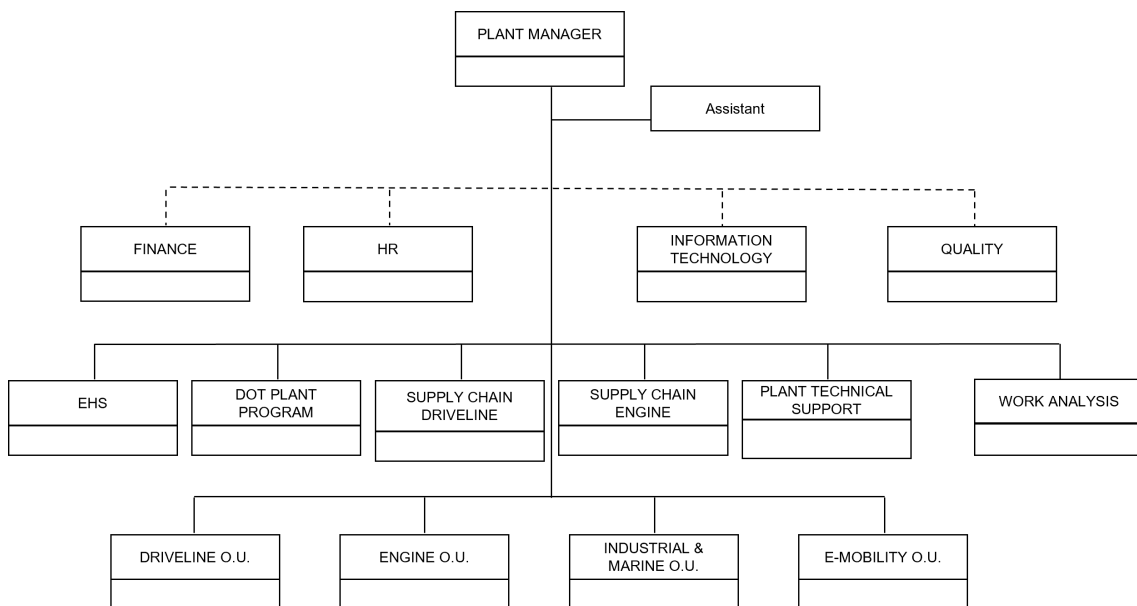 PLANT MANAGER
Assistant
FINANCE
HR
INFORMATION
TECHNOLOGY
QUALITY
EHS
DOT PLANT
PROGRAM
SUPPLY CHAIN
DRIVELINE
SUPPLY CHAIN
ENGINE
PLANT TECHNICAL
SUPPORT
WORK ANALYSIS
DRIVELINE O.U.
ENGINE O.U.
INDUSTRIAL &
MARINE O.U.
E-MOBILITY O.U.